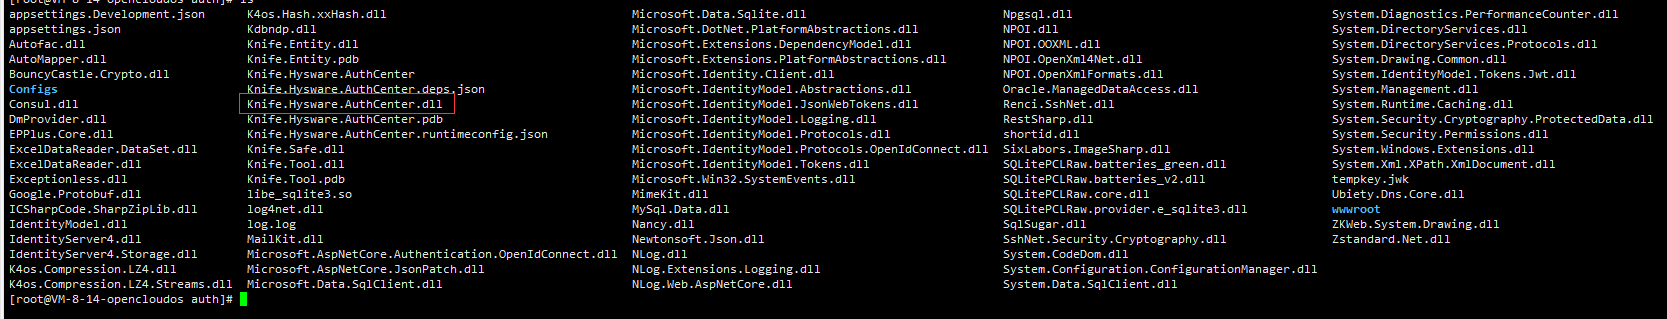 [root@VM-8-14-opencloudos auth]# ls
appsettings.Development.json K4os.Hash.xxHash.dll Microsoft.Data.Sqlite.dll Npgsql.dll System.Diagnostics.PerformanceCounter.dll
appsettings.json Kdbndp.dll Microsoft.DotNet.PlatformAbstractions.dll NPOI.dll System.DirectoryServices.dll
Autofac.dll Knife.Entity.dll Microsoft.Extensions.DependencyModel.dll NPOI.OOXML.dll System.DirectoryServices.Protocols.dll
AutoMapper.dll Knife.Entity.pdb Microsoft.Extensions.PlatformAbstractions.dll NPOI.OpenXml4Net.dll System.Drawing.Common.dll
BouncyCastle.Crypto.dll Knife.Hysware.AuthCenter Microsoft.Identity.Client.dll NPOI.OpenXmlFormats.dll System.IdentityModel.Tokens.Jwt.dll
Configs Knife.Hysware.AuthCenter.deps.json Microsoft.IdentityModel.Abstractions.dll Oracle.ManagedDataAccess.dll System.Management.dll
Consul.dll Knife.Hysware.AuthCenter.dll Microsoft.IdentityModel.JsonWebTokens.dll Renci.SshNet.dll System.Runtime.Caching.dll
DmProvider.dll Knife.Hysware.AuthCenter.pdb Microsoft.IdentityModel.Logging.dll RestSharp.dll System.Security.Cryptography.ProtectedData.dll
EPPlus.Core.dll Knife.Hysware.AuthCenter.runtimeconfig.json Microsoft.IdentityModel.Protocols.dll shortid.dll System.Security.Permissions.dll
ExcelDataReader.DataSet.dll Knife.Safe.dll Microsoft.IdentityModel.Protocols.OpenIdConnect.dll SixLabors.ImageSharp.dll System.Windows.Extensions.dll
ExcelDataReader.dll Knife.Tool.dll Microsoft.IdentityModel.Tokens.dll SQLitePCLRaw.batteries_green.dll System.Xml.XPath.XmlDocument.dll
Exceptionless.dll Knife.Tool.pdb Microsoft.Win32.SystemEvents.dll SQLitePCLRaw.batteries_v2.dll tempkey.jwk
Google.Protobuf.dll libe_sqlite3.so MimeKit.dll SQLitePCLRaw.core.dll Ubiety.Dns.Core.dll
ICSharpCode.SharpZipLib.dll log4net.dll MySql.Data.dll SQLitePCLRaw.provider.e_sqlite3.dll wwwroot
IdentityModel.dll log.log Nancy.dll SqlSugar.dll ZKWeb.System.Drawing.dll
IdentityServer4.dll MailKit.dll Newtonsoft.Json.dll SshNet.Security.Cryptography.dll Zstandard.Net.dll
IdentityServer4.Storage.dll Microsoft.AspNetCore.Authentication.OpenIdConnect.dll NLog.dll System.CodeDom.dll
K4os.Compression.LZ4.dll Microsoft.AspNetCore.JsonPatch.dll NLog.Extensions.Logging.dll System.Configuration.ConfigurationManager.dll
K4os.Compression.LZ4.Streams.dll Microsoft.Data.SqlClient.dll NLog.Web.AspNetCore.dll System.Data.SqlClient.dll
[root@VM-8-14-opencloudos auth]#